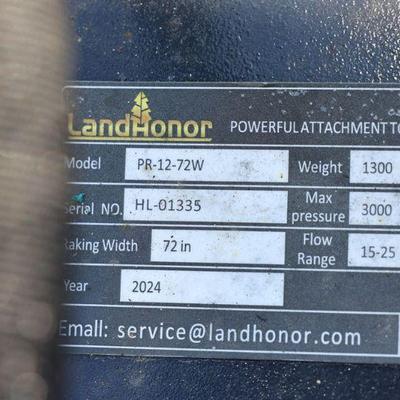 LandHonor POWERFUL ATTACHMENT TO
Model PR-12-72W Weight 1300
Serial NO. HL-01335 Max pressure 3000
Raking Width 72 in Flow Range 15-25
Year 2024
Emall: service@landhonor.com